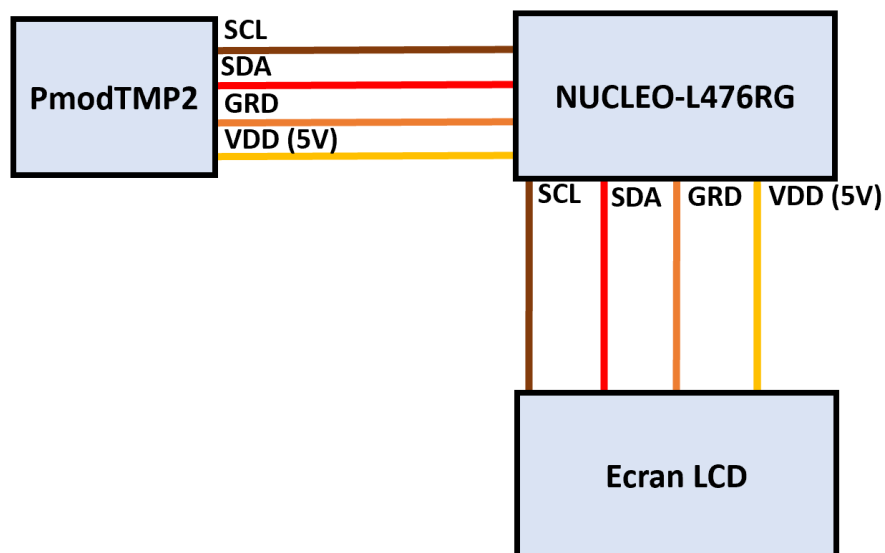 PmodTMP2
SCL
SDA
GRD
VDD (5V)
NUCLEO-L476RG
SCL SDA GRD VDD (5V)
Ecran LCD